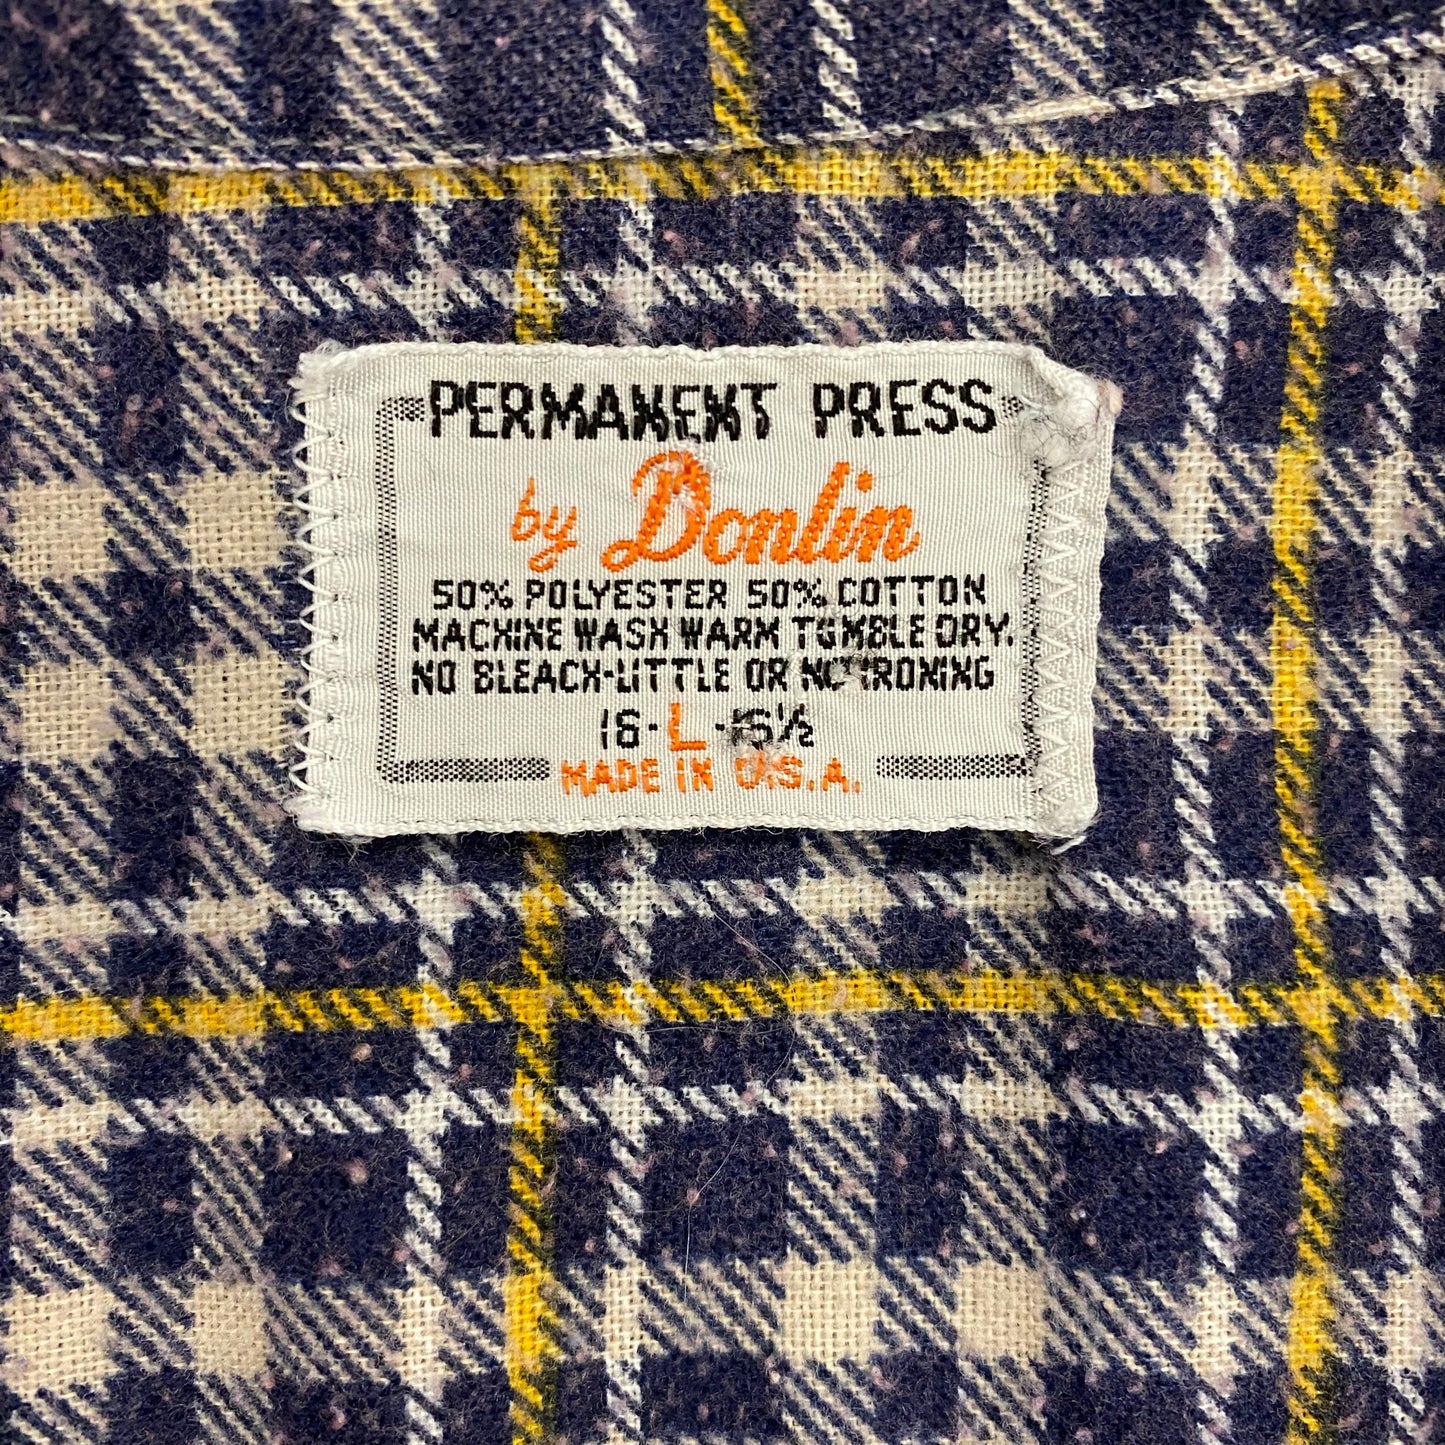 PERMANENT PRESS
by Donlin
50% POLYESTER 50% COTTON
MACHINE WASH WARM TUMBLE DRY.
NO BLEACH-LITTLE OR NO IRONING
16-L-16½
MADE IN U.S.A.